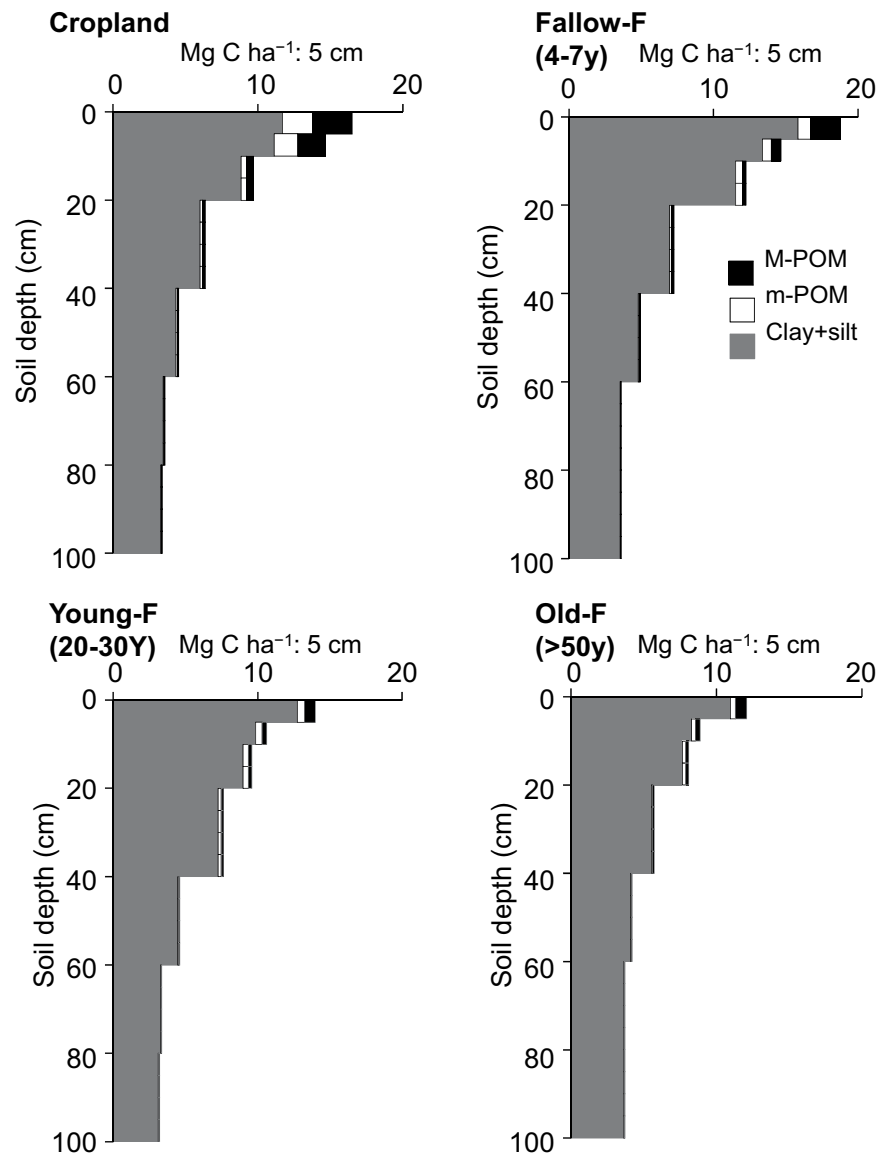 Cropland
Mg C ha⁻¹: 5 cm
0 10 20
0
20
40
60
80
100
Soil depth (cm)
Fallow-F
(4-7y) Mg C ha⁻¹: 5 cm
0 10 20
0
20
40
60
80
100
Soil depth (cm)
M-POM
m-POM
Clay+silt
Young-F
(20-30Y) Mg C ha⁻¹: 5 cm
0 10 20
0
20
40
60
80
100
Soil depth (cm)
Old-F
(>50y) Mg C ha⁻¹: 5 cm
0 10 20
0
20
40
60
80
100
Soil depth (cm)